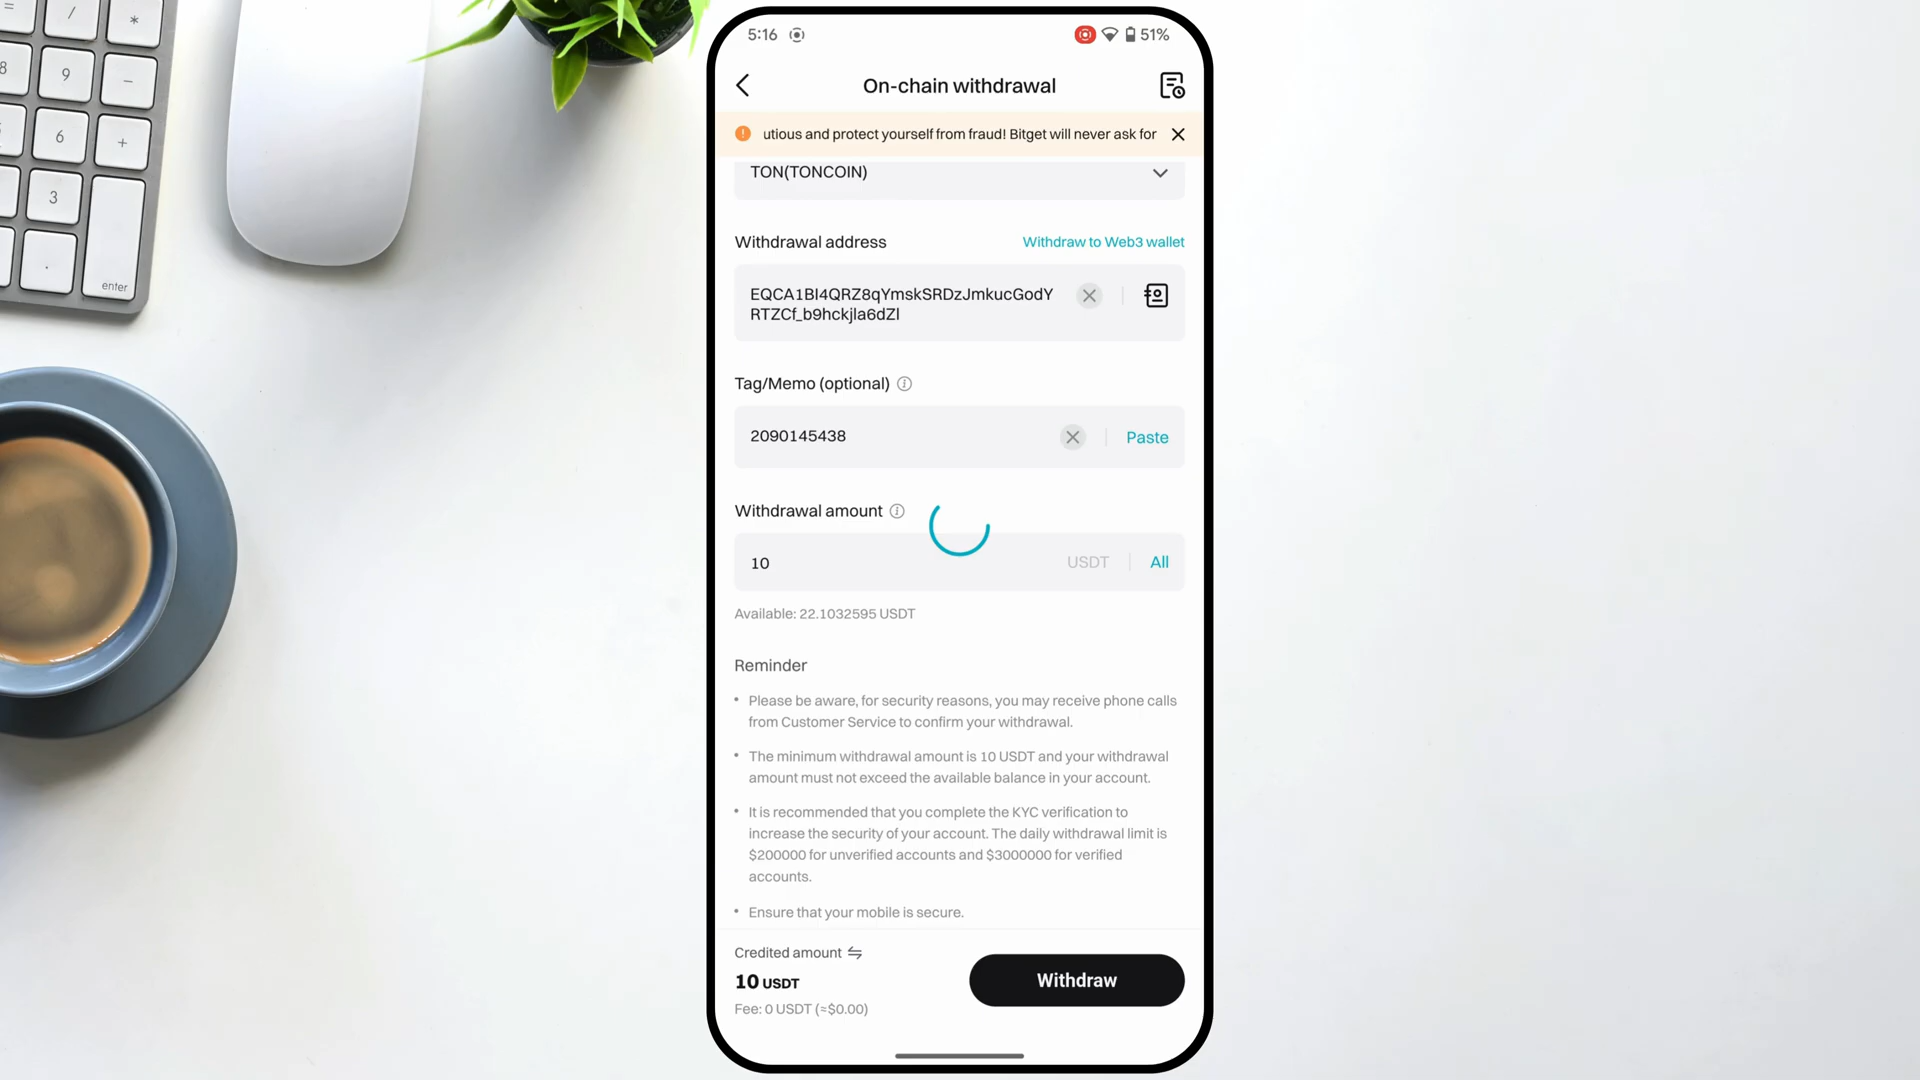 5:16
51%
On-chain withdrawal
utious and protect yourself from fraud! Bitget will never ask for
TON(TONCOIN)
Withdrawal address
Withdraw to Web3 wallet
EQCA1BI4QRZ8qYmskSRDzJmkucGodY
RTZCf_b9hckjla6dZl
Tag/Memo (optional)
2090145438
Paste
Withdrawal amount
10
USDT
All
Available: 22.1032595 USDT
Reminder
• Please be aware, for security reasons, you may receive phone calls
from Customer Service to confirm your withdrawal.
• The minimum withdrawal amount is 10 USDT and your withdrawal
amount must not exceed the available balance in your account.
• It is recommended that you complete the KYC verification to
increase the security of your account. The daily withdrawal limit is
$200000 for unverified accounts and $3000000 for verified
accounts.
• Ensure that your mobile is secure.
Credited amount
10 USDT
Fee: 0 USDT (≈$0.00)
Withdraw
=
/
*
8
9
−
6
+
3
.
enter